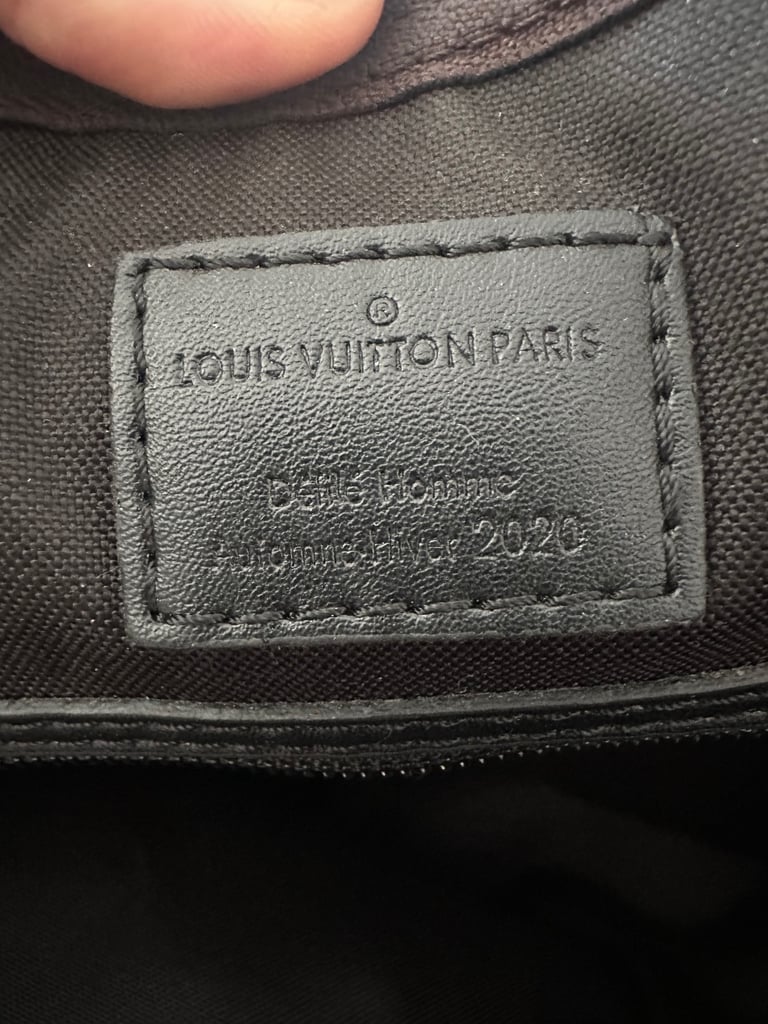 ®
LOUIS VUITTON PARIS
Défilé Homme
Automne-Hiver 2020